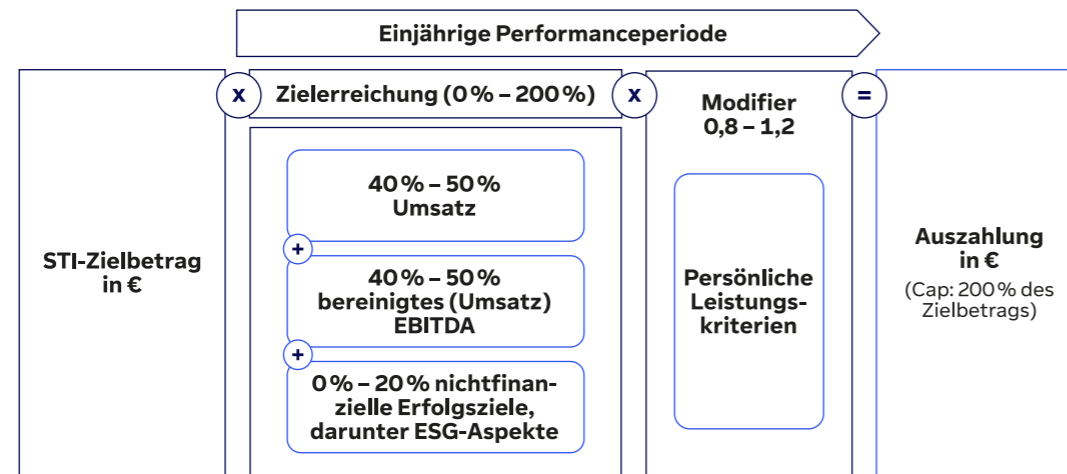 Einjährige Performanceperiode
STI-Zielbetrag
in €
x
Zielerreichung (0 % – 200 %)
40 % – 50 %
Umsatz
+
40 % – 50 %
bereinigtes (Umsatz)
EBITDA
+
0 % – 20 % nichtfinan-
zielle Erfolgsziele,
darunter ESG-Aspekte
x
Modifier
0,8 – 1,2
Persönliche
Leistungs-
kriterien
=
Auszahlung
in €
(Cap: 200 % des
Zielbetrags)